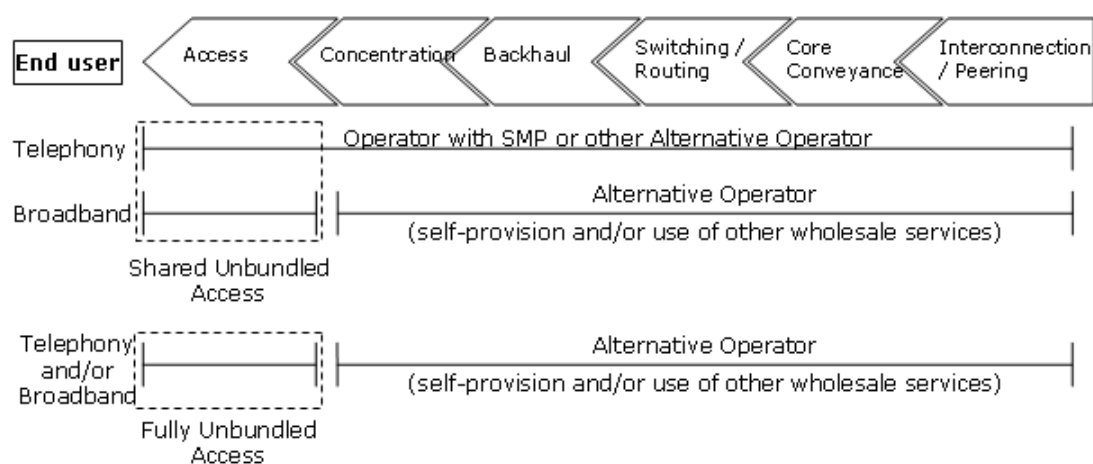 End user
Access
Concentration
Backhaul
Switching /
Routing
Core
Conveyance
Interconnection
/ Peering
Telephony
Operator with SMP or other Alternative Operator
Broadband
Alternative Operator
(self-provision and/or use of other wholesale services)
Shared Unbundled
Access
Telephony
and/or
Broadband
Alternative Operator
(self-provision and/or use of other wholesale services)
Fully Unbundled
Access